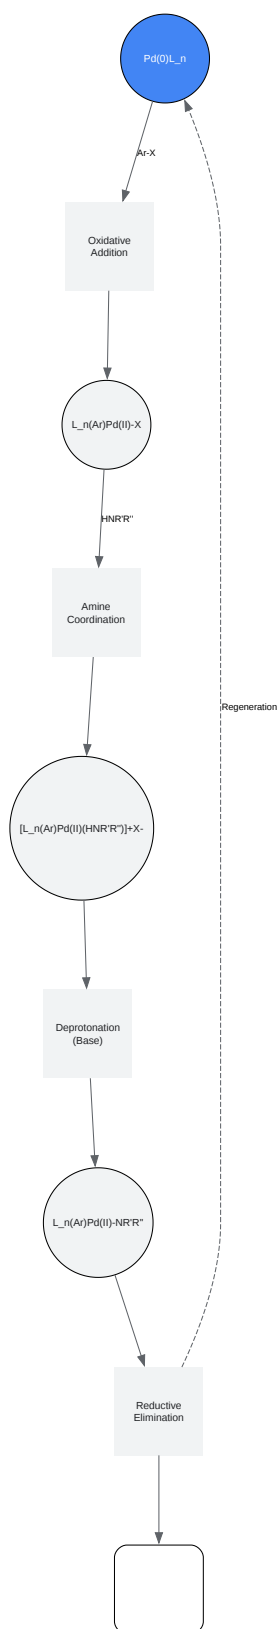 Pd(0)L_n
Ar-X
Oxidative
Addition
L_n(Ar)Pd(II)-X
HNR'R"
Amine
Coordination
Regeneration
[L_n(Ar)Pd(II)(HNR'R")]+X-
Deprotonation
(Base)
L_n(Ar)Pd(II)-NR'R"
Reductive
Elimination